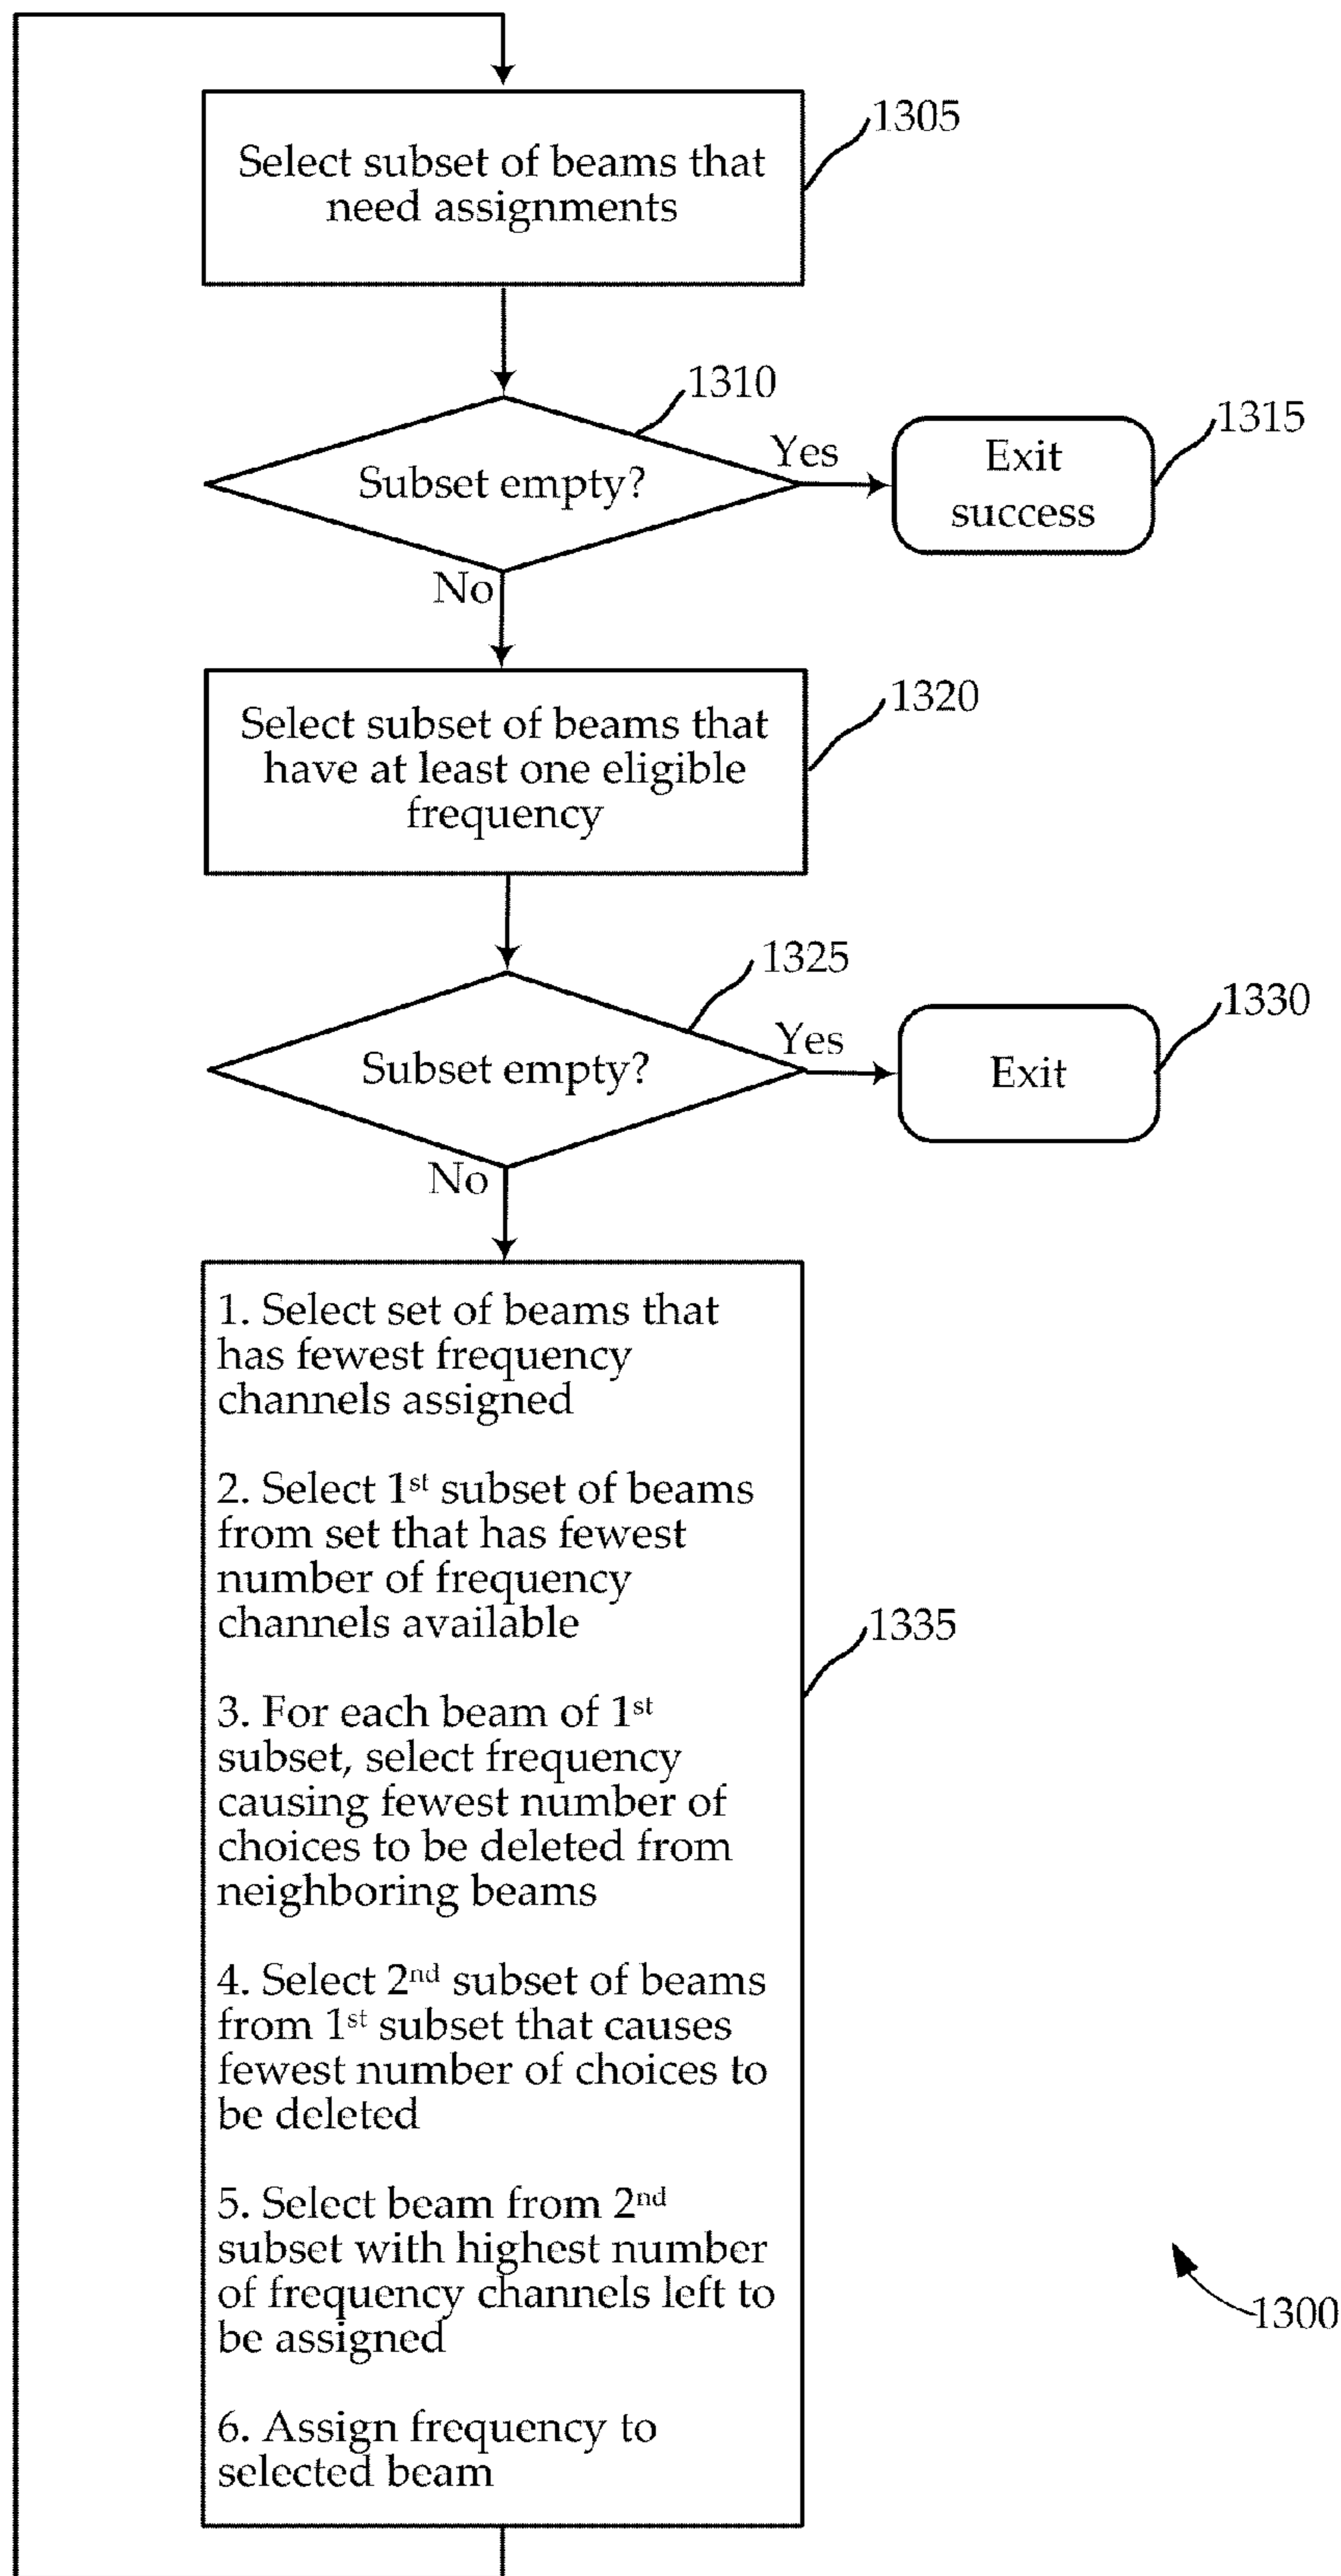 1305
Select subset of beams that
need assignments
1310
Subset empty?
Yes
Exit
success
1315
No
1320
Select subset of beams that
have at least one eligible
frequency
1325
Subset empty?
Yes
Exit
1330
No
1. Select set of beams that
has fewest frequency
channels assigned
2. Select 1st subset of beams
from set that has fewest
number of frequency
channels available
3. For each beam of 1st
subset, select frequency
causing fewest number of
choices to be deleted from
neighboring beams
4. Select 2nd subset of beams
from 1st subset that causes
fewest number of choices to
be deleted
5. Select beam from 2nd
subset with highest number
of frequency channels left to
be assigned
6. Assign frequency to
selected beam
1335
1300